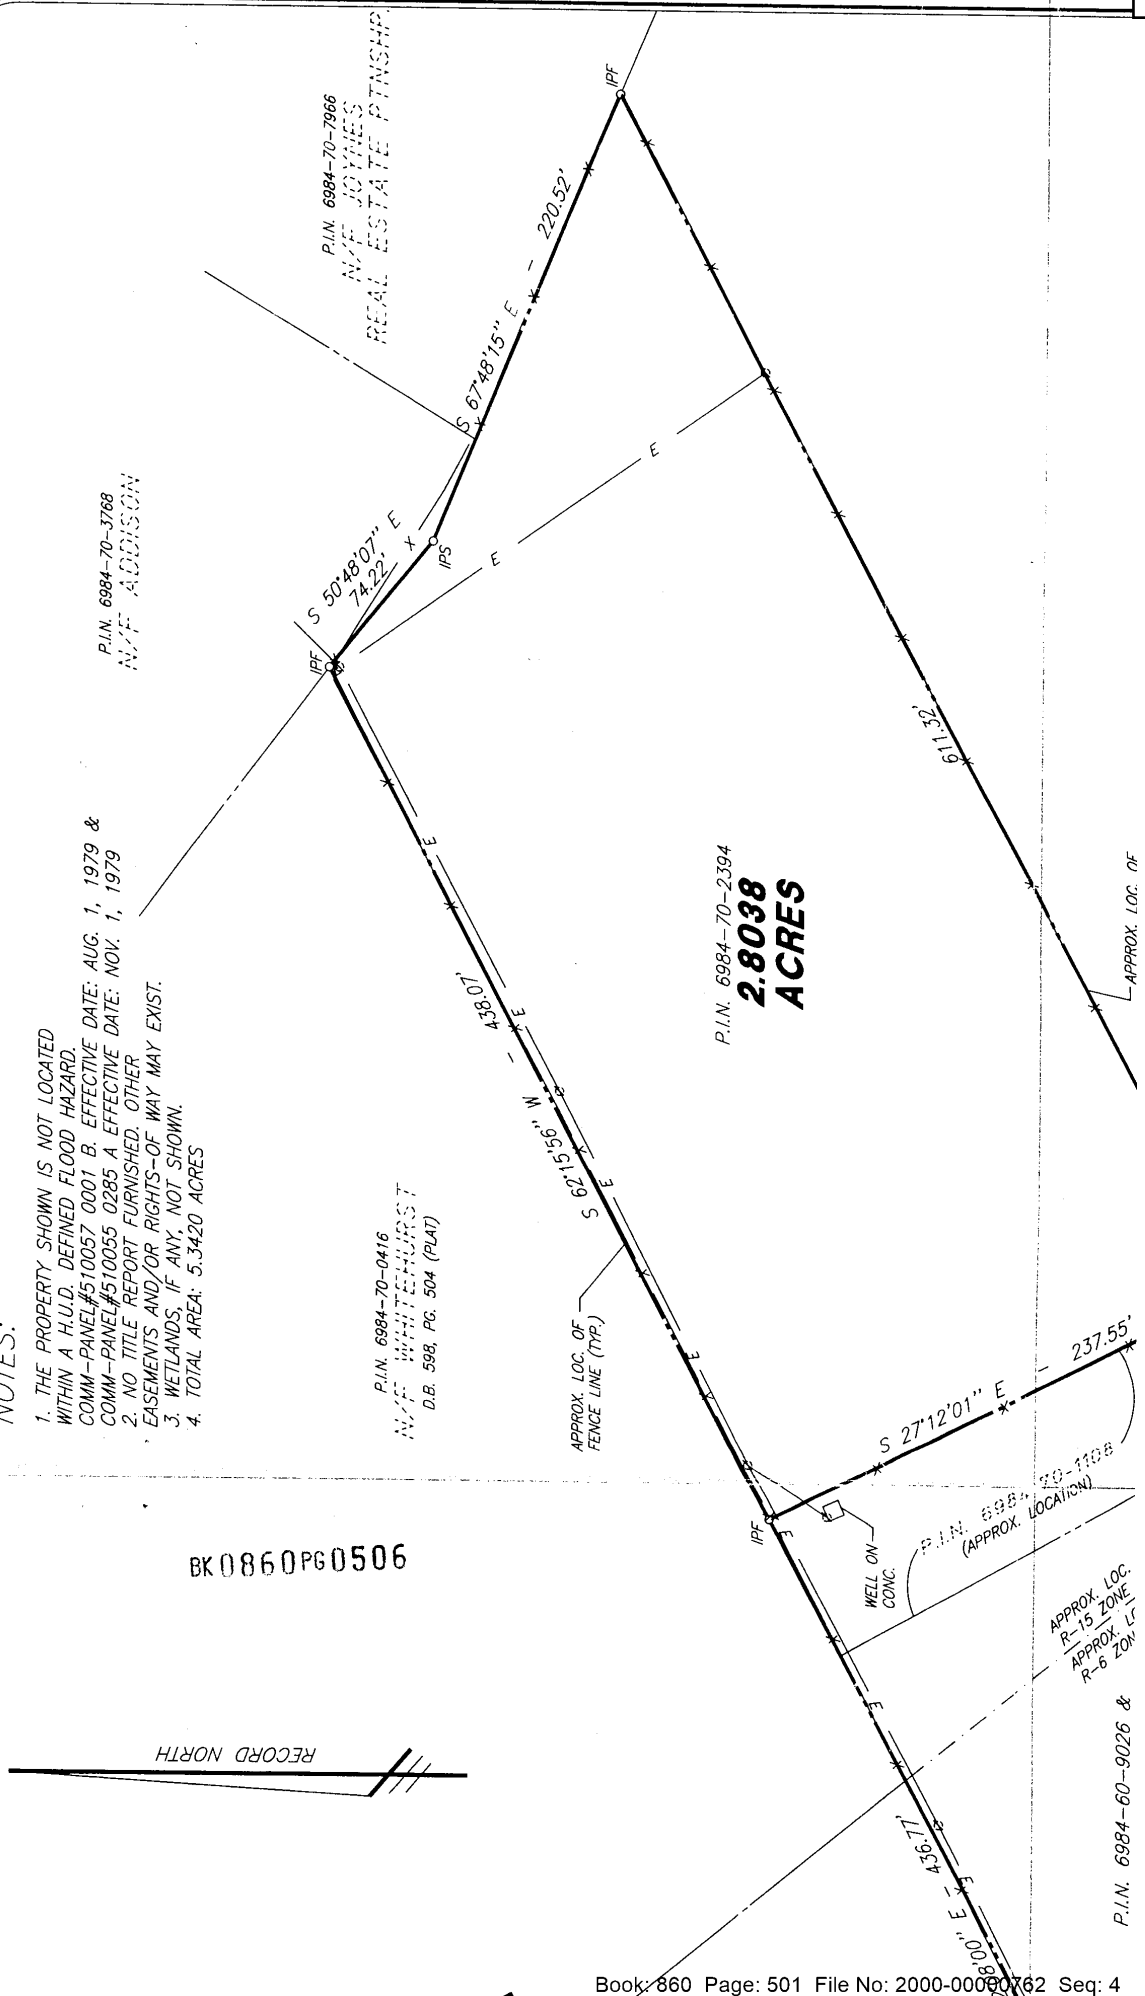 NOTES:
1. THE PROPERTY SHOWN IS NOT LOCATED
WITHIN A H.U.D. DEFINED FLOOD HAZARD.
COMM-PANEL#510057 0001 B. EFFECTIVE DATE: AUG. 1, 1979 &
COMM-PANEL#510055 0285 A EFFECTIVE DATE: NOV. 1, 1979
2. NO TITLE REPORT FURNISHED. OTHER
EASEMENTS AND/OR RIGHTS-OF WAY MAY EXIST.
3. WETLANDS, IF ANY, NOT SHOWN.
4. TOTAL AREA: 5.3420 ACRES
P.I.N. 6984-70-3768
N/F ADDISON
P.I.N. 6984-70-7966
N/F JOYNES
REAL ESTATE PTNSHP.
IPF
S 50°48'07" E
74.22'
X
IPS
S 67°48'15" E - 220.52'
IPF
E
E
611.32'
P.I.N. 6984-70-2394
2.8038
ACRES
APPROX. LOC. OF
S 62°15'56" W - 438.07'
E
E
E
E
P.I.N. 6984-70-0416
N/F WHITEHURST
D.B. 598, PG. 504 (PLAT)
APPROX. LOC. OF
FENCE LINE (TYP.)
IPF
E
S 27°12'01" E - 237.55'
WELL ON
CONC.
P.I.N. 6984-70-1108
(APPROX. LOCATION)
APPROX. LOC.
R-15 ZONE
APPROX.
R-6
P.I.N. 6984-60-9026 &
E
E
08'00" E - 436.77'
BK0860PG0506
RECORD NORTH
Book: 860 Page: 501 File No: 2000-00000762 Seq: 4